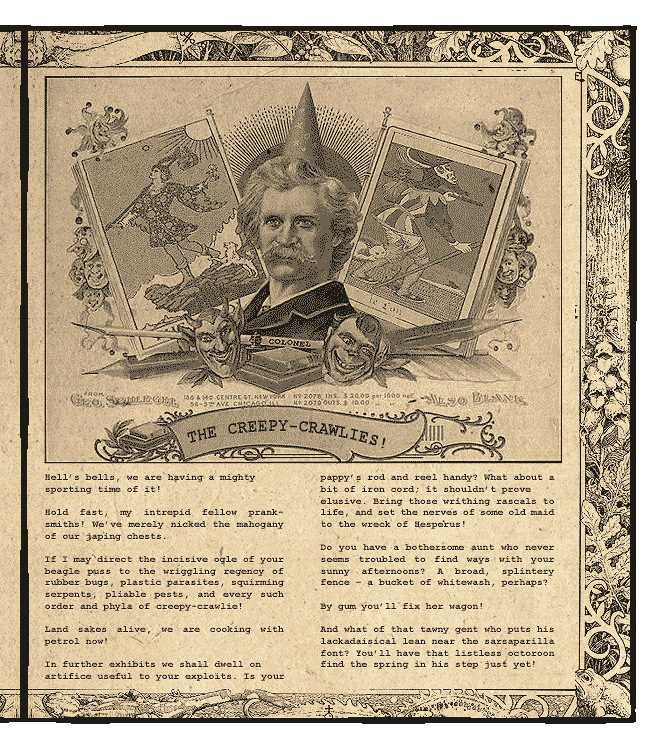 le fou
COLONEL
FROM
GEO. SCHLEGEL
136 & 140 CENTRE ST. NEW YORK
56-5TH AVE. CHICAGO ILL.
No 2078, INS. $ 20.00 per 1000 net
No 2079 OUTS. $ 10.00
ALSO BLANK
THE CREEPY-CRAWLIES!
Hell's bells, we are having a mighty
sporting time of it!
Hold fast, my intrepid fellow prank-
smiths! We've merely nicked the mahogany
of our japing chests.
If I may direct the incisive ogle of your
beagle puss to the wriggling regency of
rubber bugs, plastic parasites, squirming
serpents, pliable pests, and every such
order and phyla of creepy-crawlie!
Land sakes alive, we are cooking with
petrol now!
In further exhibits we shall dwell on
artifice useful to your exploits. Is your
pappy's rod and reel handy? What about a
bit of iron cord; it shouldn't prove
elusive. Bring those writhing rascals to
life, and set the nerves of some old maid
to the wreck of Hesperus!
Do you have a bothersome aunt who never
seems troubled to find ways with your
sunny afternoons? A broad, splintery
fence - a bucket of whitewash, perhaps?
By gum you'll fix her wagon!
And what of that tawny gent who puts his
lackadaisical lean near the sarsaparilla
font? You'll have that listless octoroon
find the spring in his step just yet!